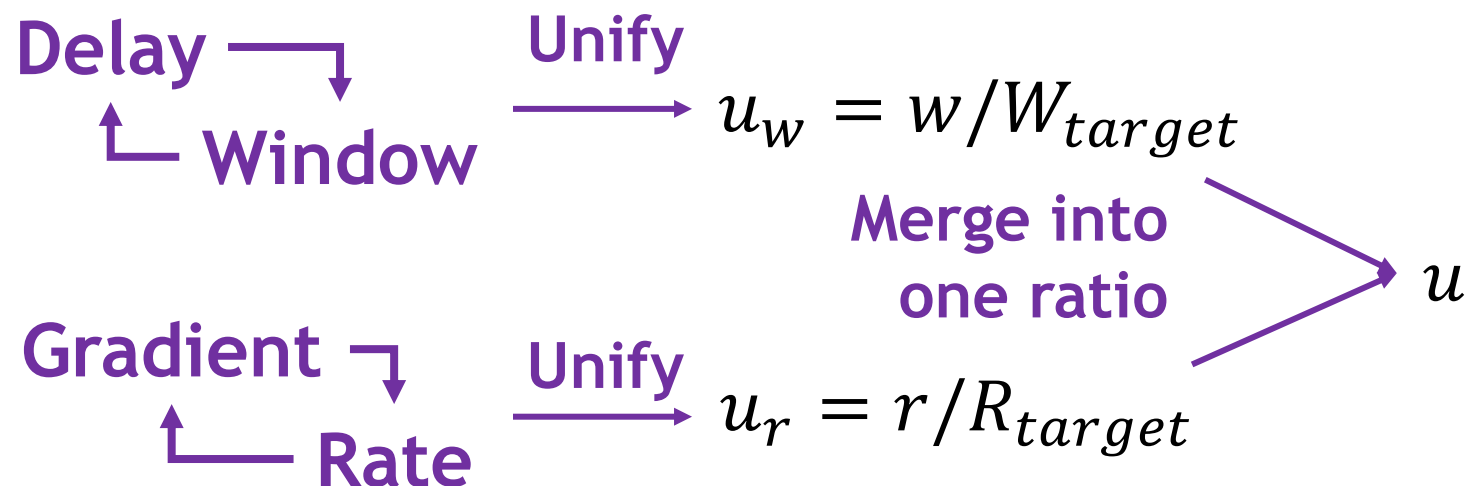 Delay
Window
Unify
u_w = w/W_target
Merge into
one ratio
u
Gradient
Rate
Unify
u_r = r/R_target